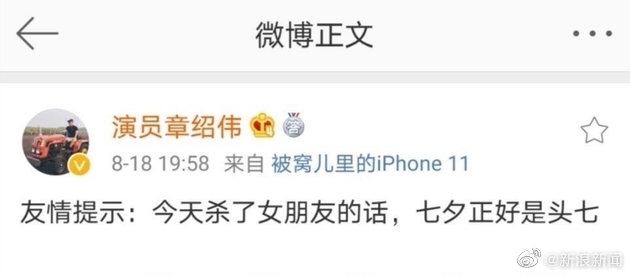 微博正文
演员章绍伟
8-18 19:58 来自 被窝儿里的iPhone 11
友情提示：今天杀了女朋友的话，七夕正好是头七
@新浪新闻